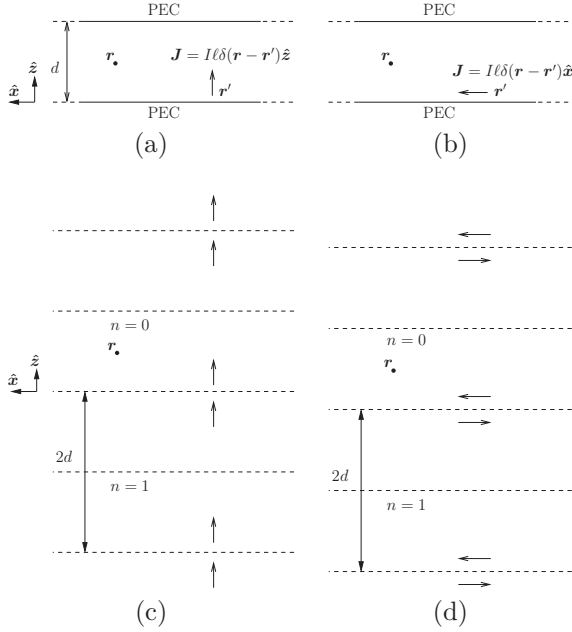 PEC
PEC
d
r
J = Iℓδ(r − r′)ẑ
r′
ẑ
x̂
PEC
PEC
(a)
r
J = Iℓδ(r − r′)x̂
r′
(b)
n = 0
r
ẑ
x̂
2d
n = 1
(c)
n = 0
r
2d
n = 1
(d)